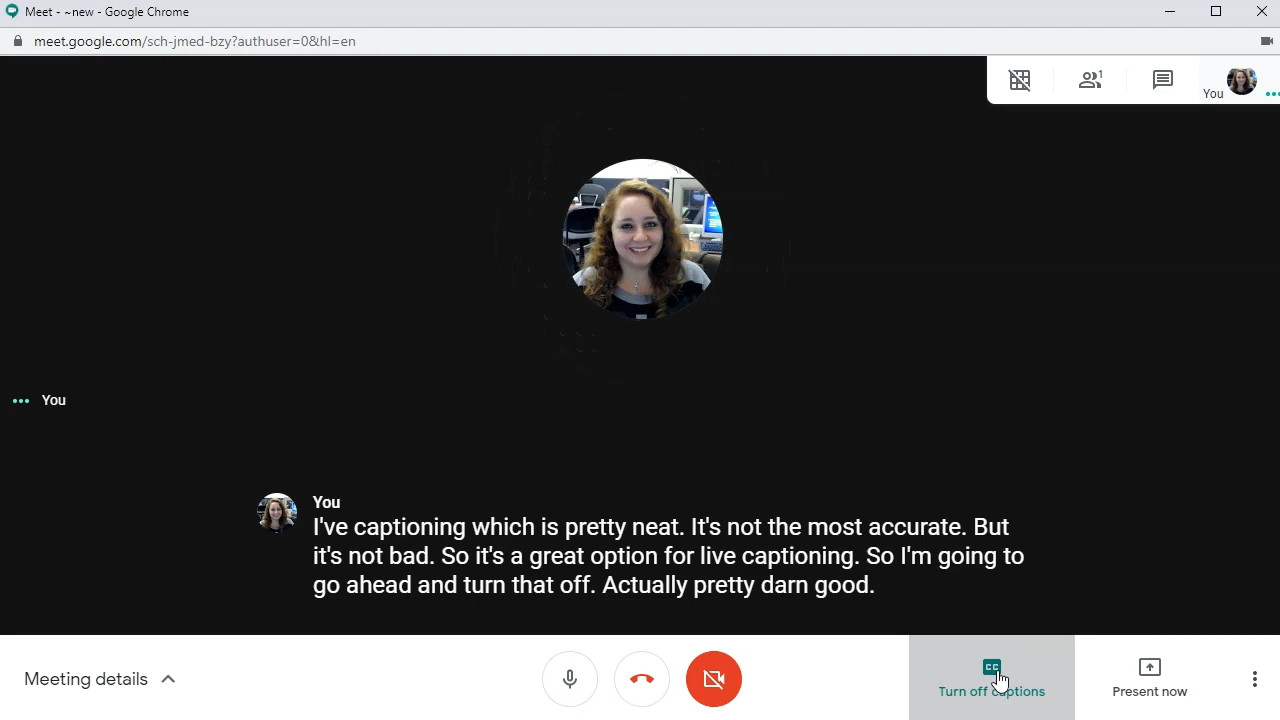 Meet - ~new - Google Chrome
meet.google.com/sch-jmed-bzy?authuser=0&hl=en
1
You
You
You
I've captioning which is pretty neat. It's not the most accurate. But
it's not bad. So it's a great option for live captioning. So I'm going to
go ahead and turn that off. Actually pretty darn good.
Meeting details
CC
Turn off captions
Present now